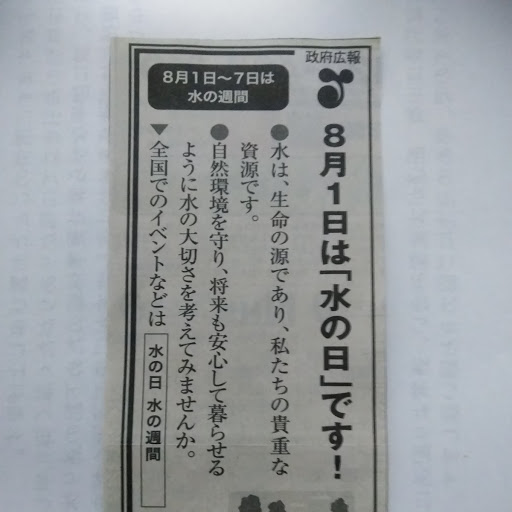 政府広報
8月1日は「水の日」です!
8月1日〜7日は
水の週間
●水は、生命の源であり、私たちの貴重な
資源です。
●自然環境を守り、将来も安心して暮らせる
ように水の大切さを考えてみませんか。
▼全国でのイベントなどは
水の日 水の週間